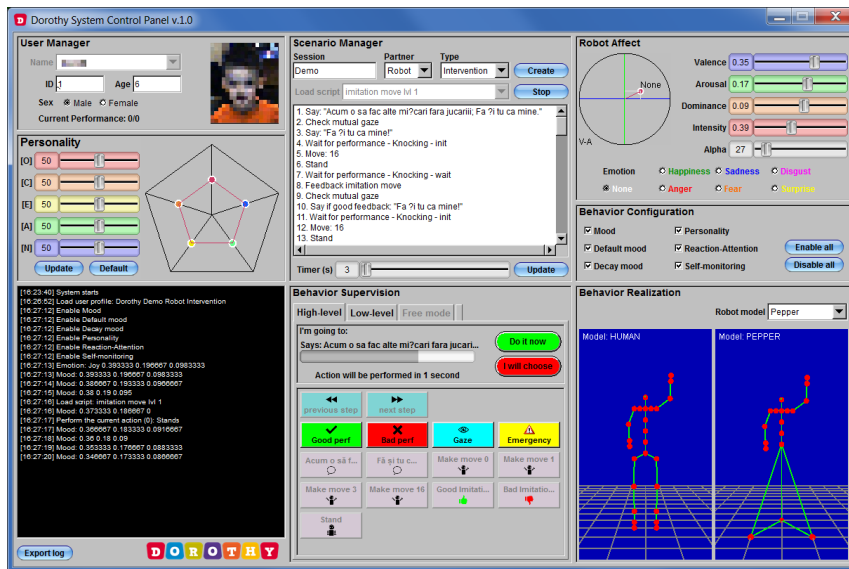 Dorothy System Control Panel v.1.0
User Manager
Name
ID 1 Age 6
Sex Male Female
Current Performance: 0/0
Personality
[O] 50
[C] 50
[E] 50
[A] 50
[N] 50
Update Default
[16:23:40] System starts
[16:26:52] Load user profile: Dorothy Demo Robot Intervention
[16:27:12] Enable Mood
[16:27:12] Enable Default mood
[16:27:12] Enable Decay mood
[16:27:12] Enable Personality
[16:27:12] Enable Reaction-Attention
[16:27:12] Enable Self-monitoring
[16:27:13] Emotion: Joy 0.393333 0.196667 0.0983333
[16:27:13] Mood: 0.393333 0.196667 0.0983333
[16:27:14] Mood: 0.386667 0.193333 0.0966667
[16:27:15] Mood: 0.38 0.19 0.095
[16:27:16] Load script: imitation move lvl 1
[16:27:16] Mood: 0.373333 0.186667 0
[16:27:17] Perform the current action (0): Stands
[16:27:17] Mood: 0.366667 0.183333 0.0916667
[16:27:18] Mood: 0.36 0.18 0.09
[16:27:19] Mood: 0.353333 0.176667 0.0883333
[16:27:20] Mood: 0.346667 0.173333 0.0866667
Export log
DOROTHY
Scenario Manager
Session Partner Type
Demo Robot Intervention Create
Load script: imitation move lvl 1 Stop
1. Say: "Acum o sa fac alte mi?cari fara jucariii; Fa ?i tu ca mine."
2. Check mutual gaze
3. Say: "Fa ?i tu ca mine!"
4. Wait for performance - Knocking - init
5. Move: 16
6. Stand
7. Wait for performance - Knocking - wait
8. Feedback imitation move
9. Check mutual gaze
10. Say if good feedback: "Fa ?i tu ca mine!"
11. Wait for performance - Knocking - init
12. Move: 16
13. Stand
Timer (s) 3 Update
Behavior Supervision
High-level Low-level Free mode
I'm going to:
Says: Acum o sa fac alte mi?cari fara jucari...
Action will be performed in 1 second
Do it now
I will choose
previous step next step
Good perf Bad perf Gaze Emergency
Acum o să f... Fă și tu c... Make move 0 Make move 1
Make move 3 Make move 16 Good Imitati... Bad Imitatio...
Stand
Robot Affect
None
V-A
Valence 0.35
Arousal 0.17
Dominance 0.09
Intensity 0.39
Alpha 27
Emotion Happiness Sadness Disgust
None Anger Fear Surprise
Behavior Configuration
Mood Personality
Default mood Reaction-Attention Enable all
Decay mood Self-monitoring Disable all
Behavior Realization
Robot model Pepper
Model: HUMAN Model: PEPPER